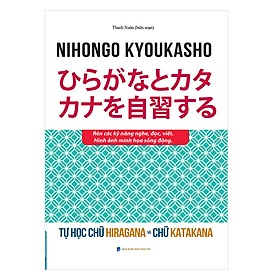 Thanh Xuân (biên soạn)
NIHONGO KYOUKASHO
ひらがなとカタ
カナを自習する
Rèn các kỹ năng nghe, đọc, viết.
Hình ảnh minh họa sống động.
TỰ HỌC CHỮ HIRAGANA VÀ CHỮ KATAKANA